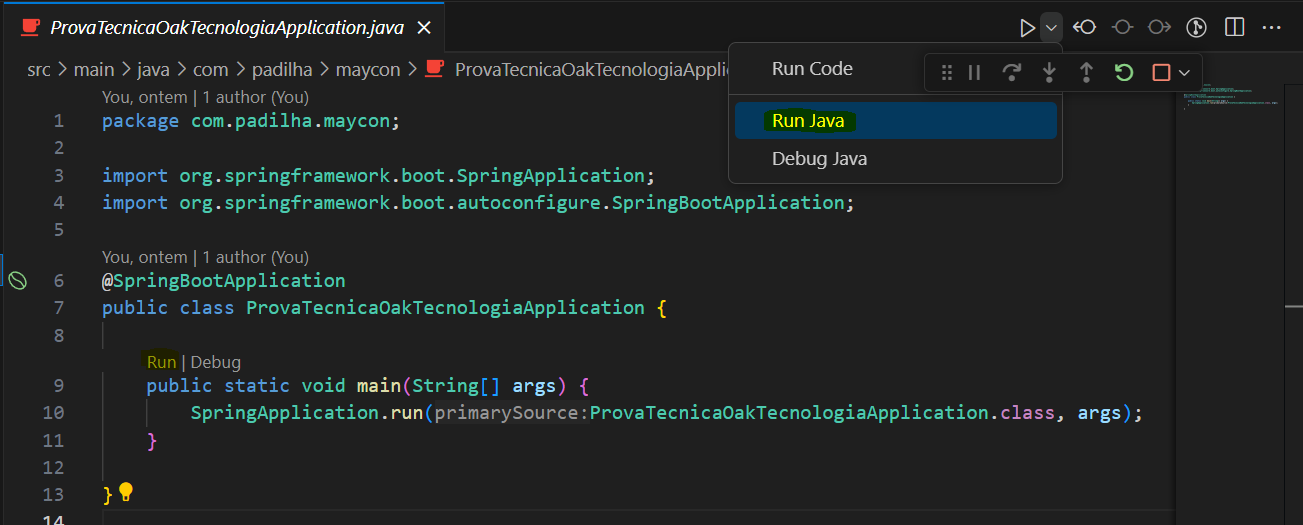 ProvaTecnicaOakTecnologiaApplication.java
src > main > java > com > padilha > maycon > ProvaTecnicaOakTecnologiaAppli
Run Code
Run Java
Debug Java
You, ontem | 1 author (You)
1 package com.padilha.maycon;
2
3 import org.springframework.boot.SpringApplication;
4 import org.springframework.boot.autoconfigure.SpringBootApplication;
5
You, ontem | 1 author (You)
6 @SpringBootApplication
7 public class ProvaTecnicaOakTecnologiaApplication {
8
Run | Debug
9 public static void main(String[] args) {
10 SpringApplication.run(primarySource:ProvaTecnicaOakTecnologiaApplication.class, args);
11 }
12
13 }
14